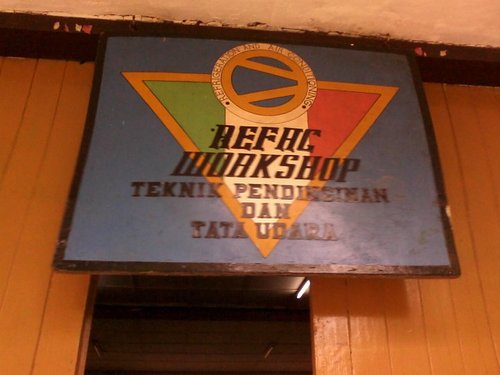 REFRIGERATION AND AIR CONDITIONING
REFAC
WORKSHOP
TEKNIK PENDINGINAN
DAN
TATA UDARA